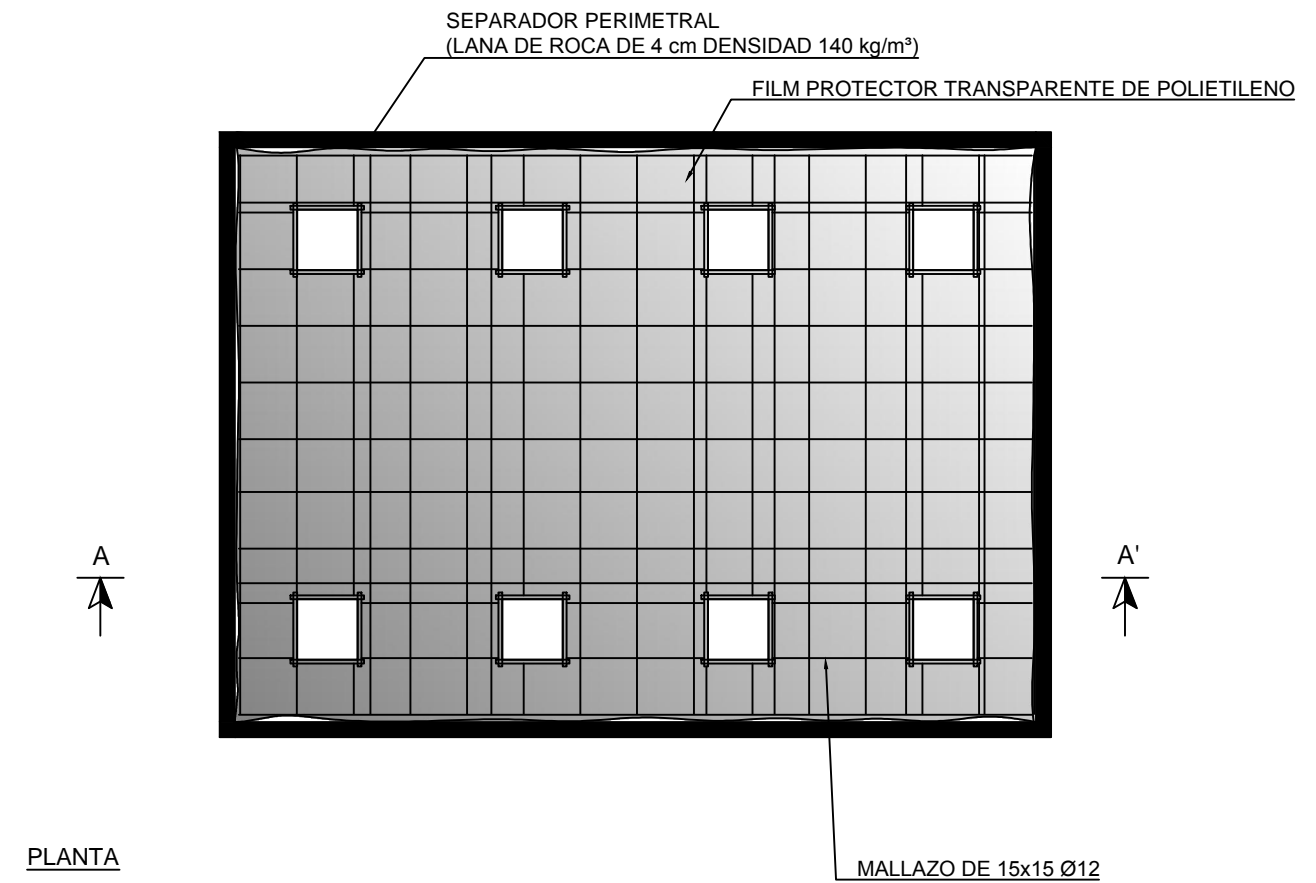 SEPARADOR PERIMETRAL
(LANA DE ROCA DE 4 cm DENSIDAD 140 kg/m³)
FILM PROTECTOR TRANSPARENTE DE POLIETILENO
A
A'
PLANTA
MALLAZO DE 15x15 Ø12